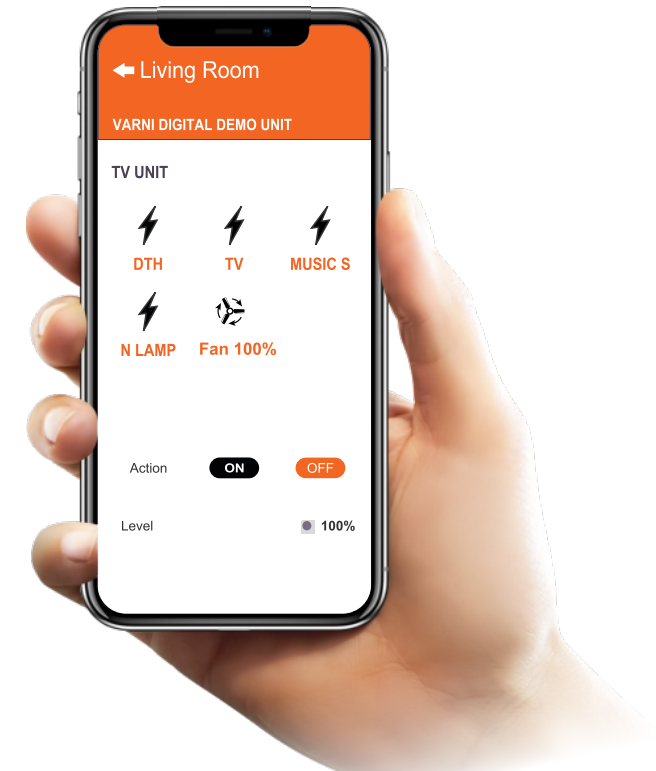 Living Room
VARNI DIGITAL DEMO UNIT
TV UNIT
DTH TV MUSIC S
N LAMP Fan 100%
Action ON OFF
Level 100%